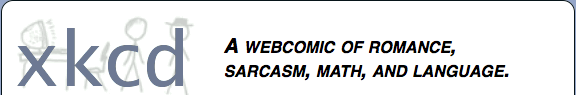 xkcd
A WEBCOMIC OF ROMANCE,
SARCASM, MATH, AND LANGUAGE.